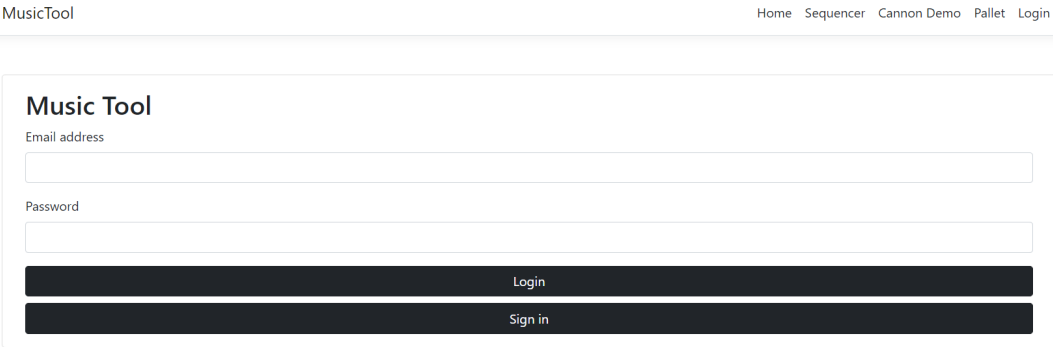 MusicTool Home Sequencer Cannon Demo Pallet Login
Music Tool
Email address
Password
Login
Sign in